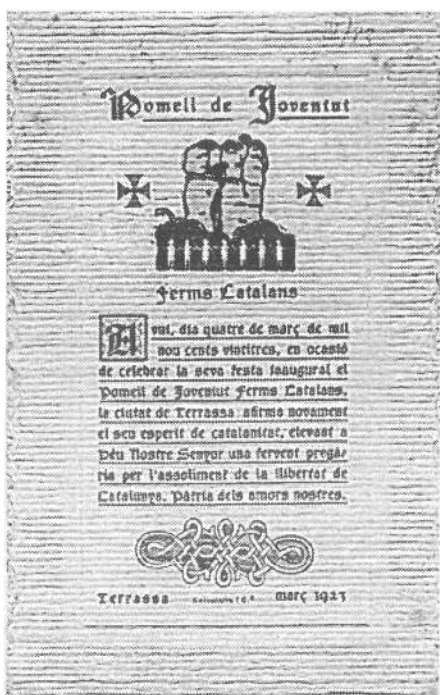 Pomell de Joventut
Ferms Catalans
Avui, dia quatre de març de mil
nou cents vintitres, en ocasió
de celebrar la seva festa inaugural el
Pomell de Joventut Ferms Catalans,
la ciutat de Terrassa afirma novament
el seu esperit de catalanitat, elevant a
Déu Nostre Senyor una fervent pregà-
ria per l'assoliment de la llibertat de
Catalunya, Pàtria dels amors nostres.
Terrassa março 1923